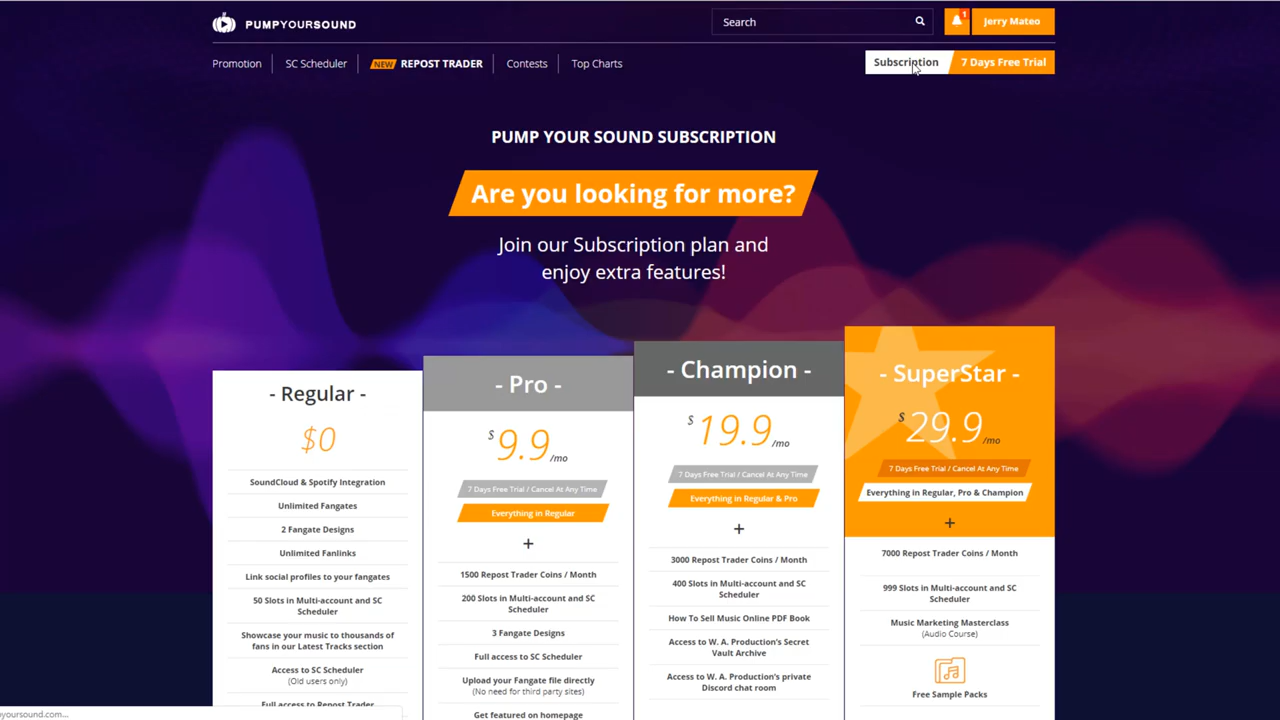 PUMPYOURSOUND
Search
1
Jerry Mateo
Promotion
SC Scheduler
NEW REPOST TRADER
Contests
Top Charts
Subscription
7 Days Free Trial
PUMP YOUR SOUND SUBSCRIPTION
Are you looking for more?
Join our Subscription plan and
enjoy extra features!
- Regular -
$0
SoundCloud & Spotify Integration
Unlimited Fangates
2 Fangate Designs
Unlimited Fanlinks
Link social profiles to your fangates
50 Slots in Multi-account and SC
Scheduler
Showcase your music to thousands of
fans in our Latest Tracks section
Access to SC Scheduler
(Old users only)
Full access to Repost Trader
- Pro -
$ 9.9 /mo
7 Days Free Trial / Cancel At Any Time
Everything in Regular
+
1500 Repost Trader Coins / Month
200 Slots in Multi-account and SC
Scheduler
3 Fangate Designs
Full access to SC Scheduler
Upload your Fangate file directly
(No need for third party sites)
Get featured on homepage
- Champion -
$ 19.9 /mo
7 Days Free Trial / Cancel At Any Time
Everything in Regular & Pro
+
3000 Repost Trader Coins / Month
400 Slots in Multi-account and SC
Scheduler
How To Sell Music Online PDF Book
Access to W. A. Production's Secret
Vault Archive
Access to W. A. Production's private
Discord chat room
- SuperStar -
$ 29.9 /mo
7 Days Free Trial / Cancel At Any Time
Everything in Regular, Pro & Champion
+
7000 Repost Trader Coins / Month
999 Slots in Multi-account and SC
Scheduler
Music Marketing Masterclass
(Audio Course)
Free Sample Packs
yoursound.com...